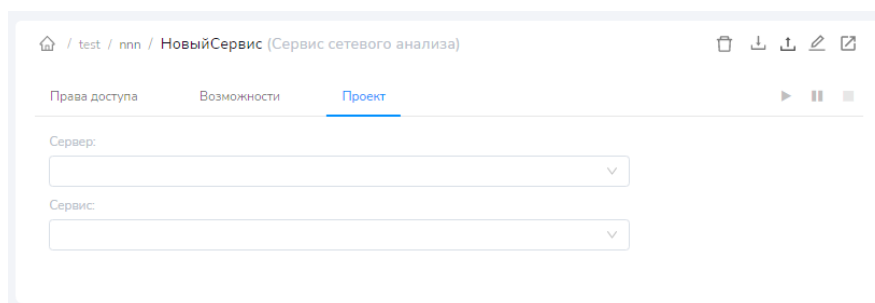 / test / nnn / НовыйСервис (Сервис сетевого анализа)
Права доступа Возможности Проект
Сервер:
Сервис: